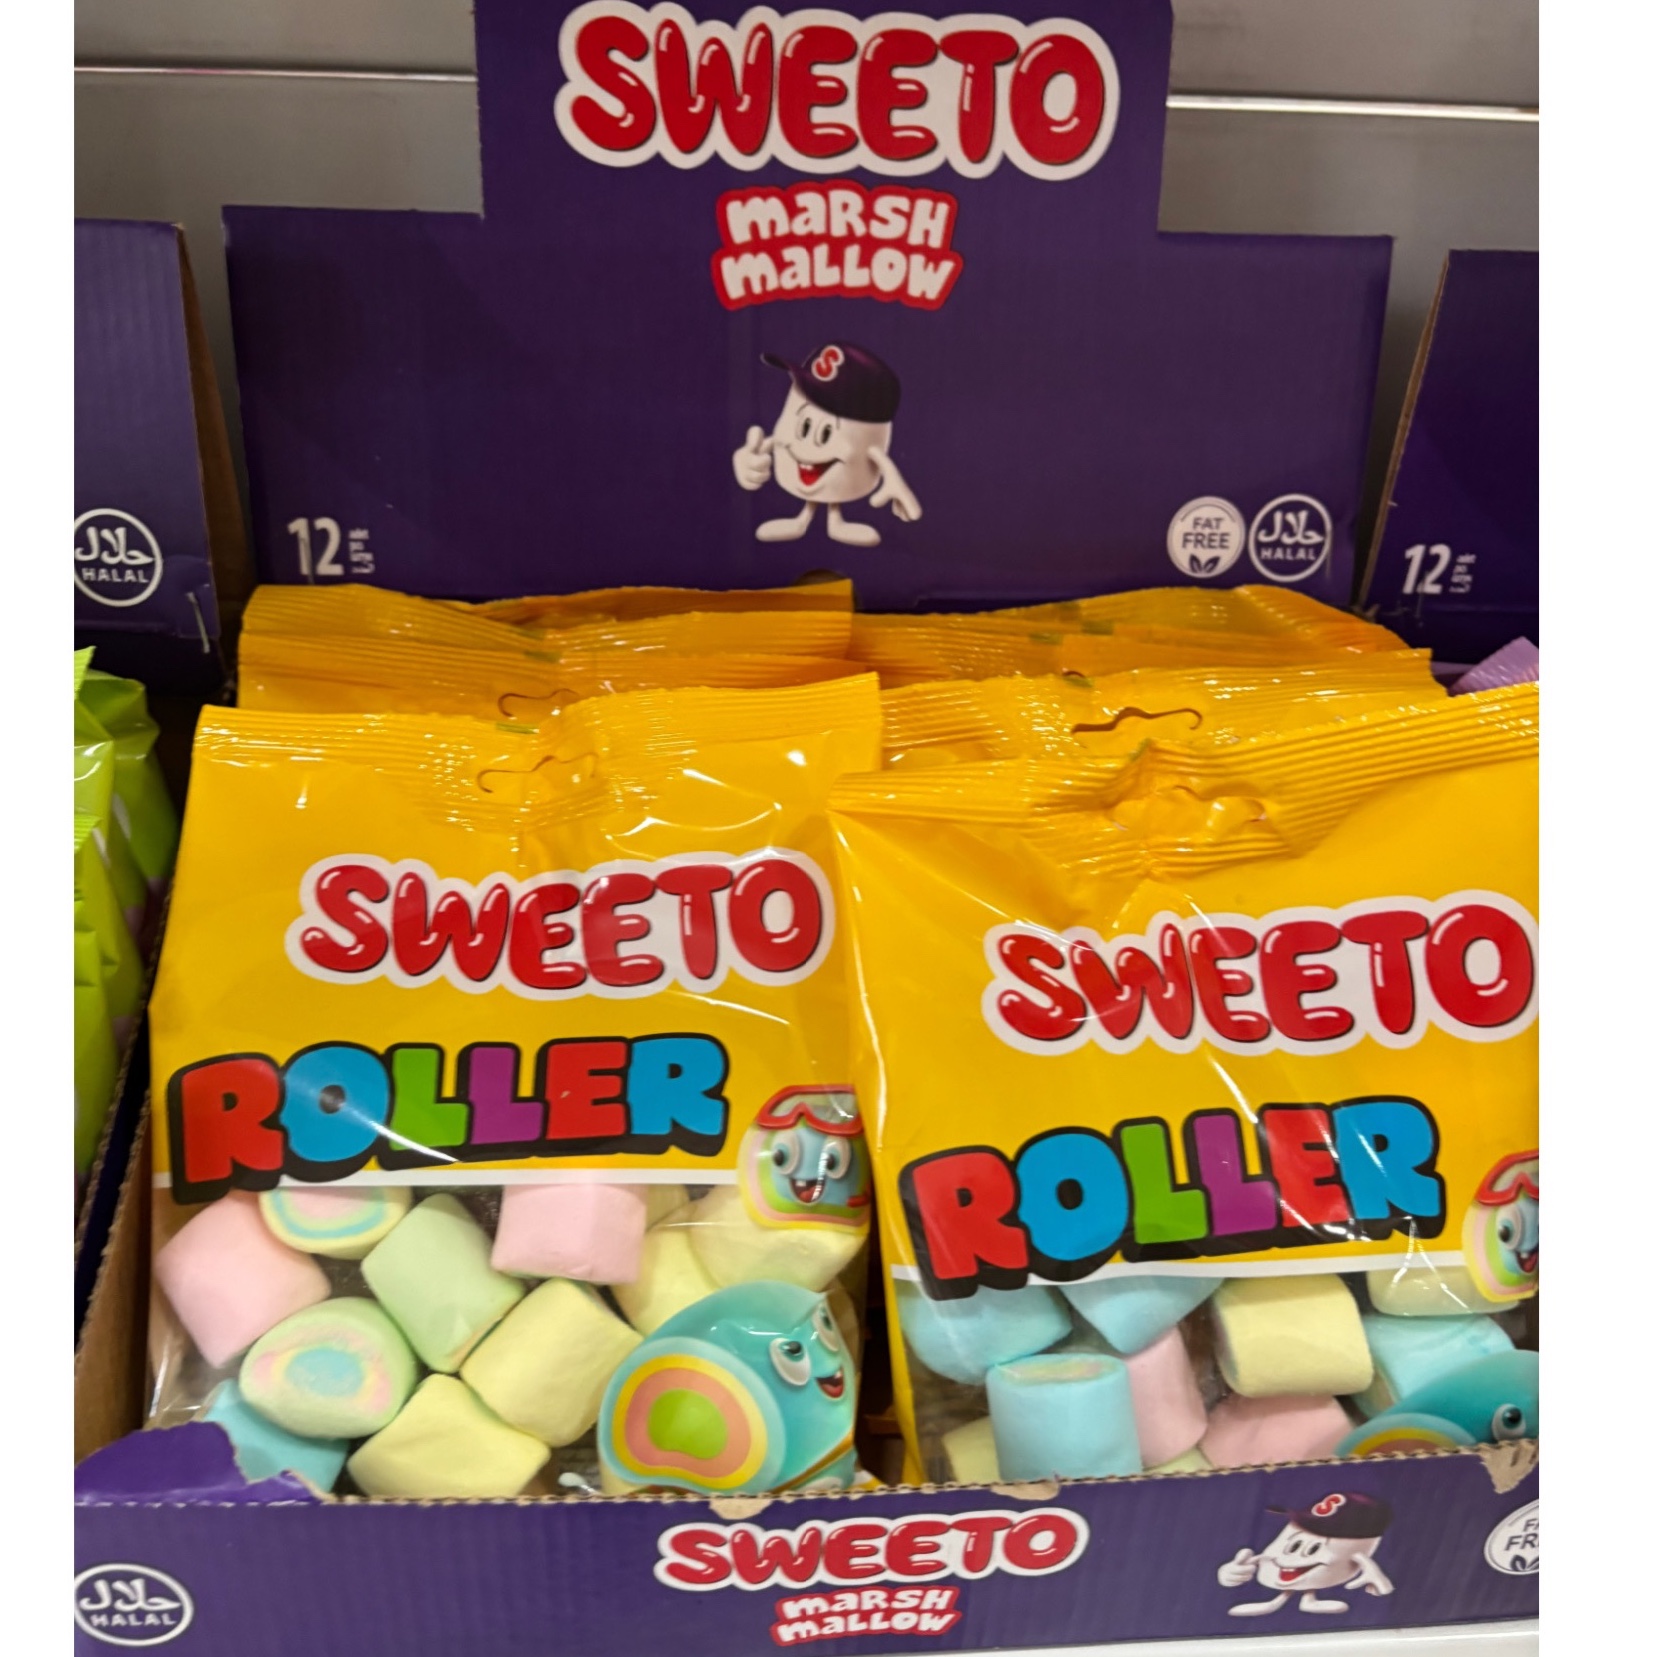 SWEETO
marSH
maLLOW
S
12
FAT
FREE
حلال
HALAL
حلال
HALAL
12
SWEETO
ROLLER
SWEETO
ROLLER
حلال
HALAL
SWEETO
marSH
maLLOW
S